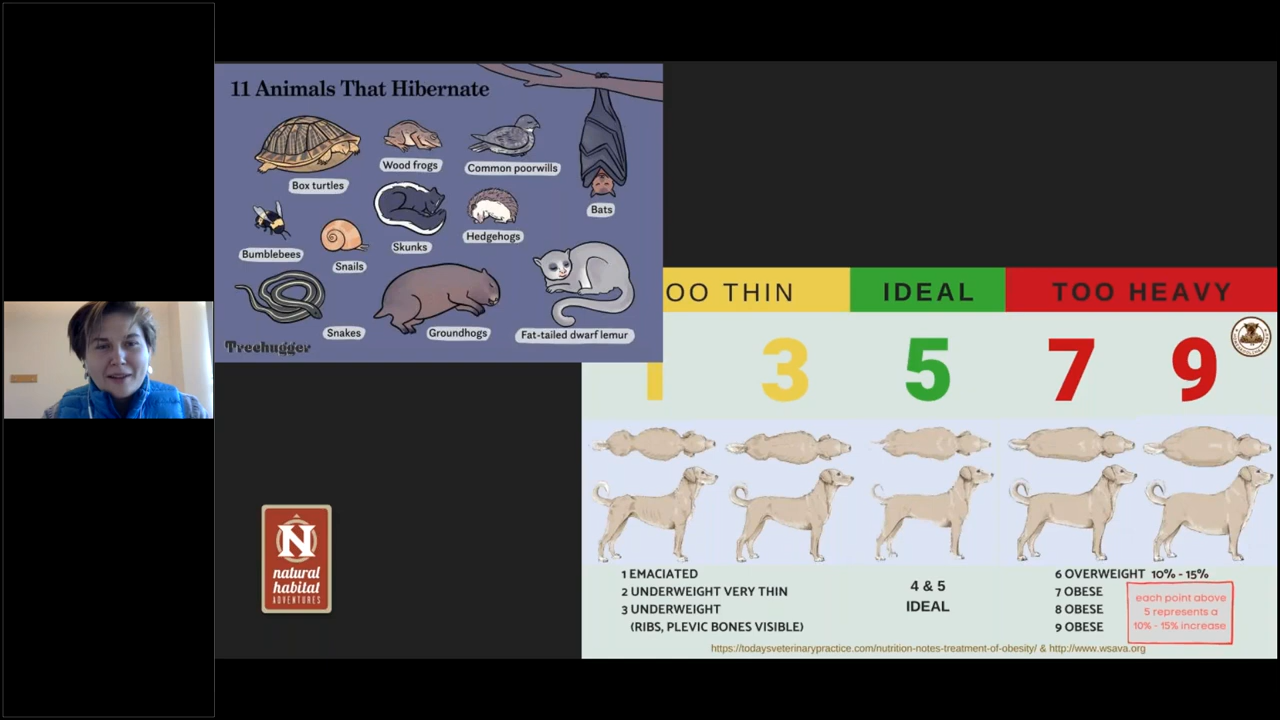 11 Animals That Hibernate
Box turtles
Wood frogs
Common poorwills
Bats
Bumblebees
Snails
Skunks
Hedgehogs
Snakes
Groundhogs
Fat-tailed dwarf lemur
Treehugger
N
natural
habitat
ADVENTURES
OO THIN
IDEAL
TOO HEAVY
1 3 5 7 9
1 EMACIATED
2 UNDERWEIGHT VERY THIN
3 UNDERWEIGHT
(RIBS, PLEVIC BONES VISIBLE)
4 & 5
IDEAL
6 OVERWEIGHT 10% - 15%
7 OBESE
8 OBESE
9 OBESE
each point above
5 represents a
10% - 15% increase
https://todaysveterinarypractice.com/nutrition-notes-treatment-of-obesity/ & http://www.wsava.org